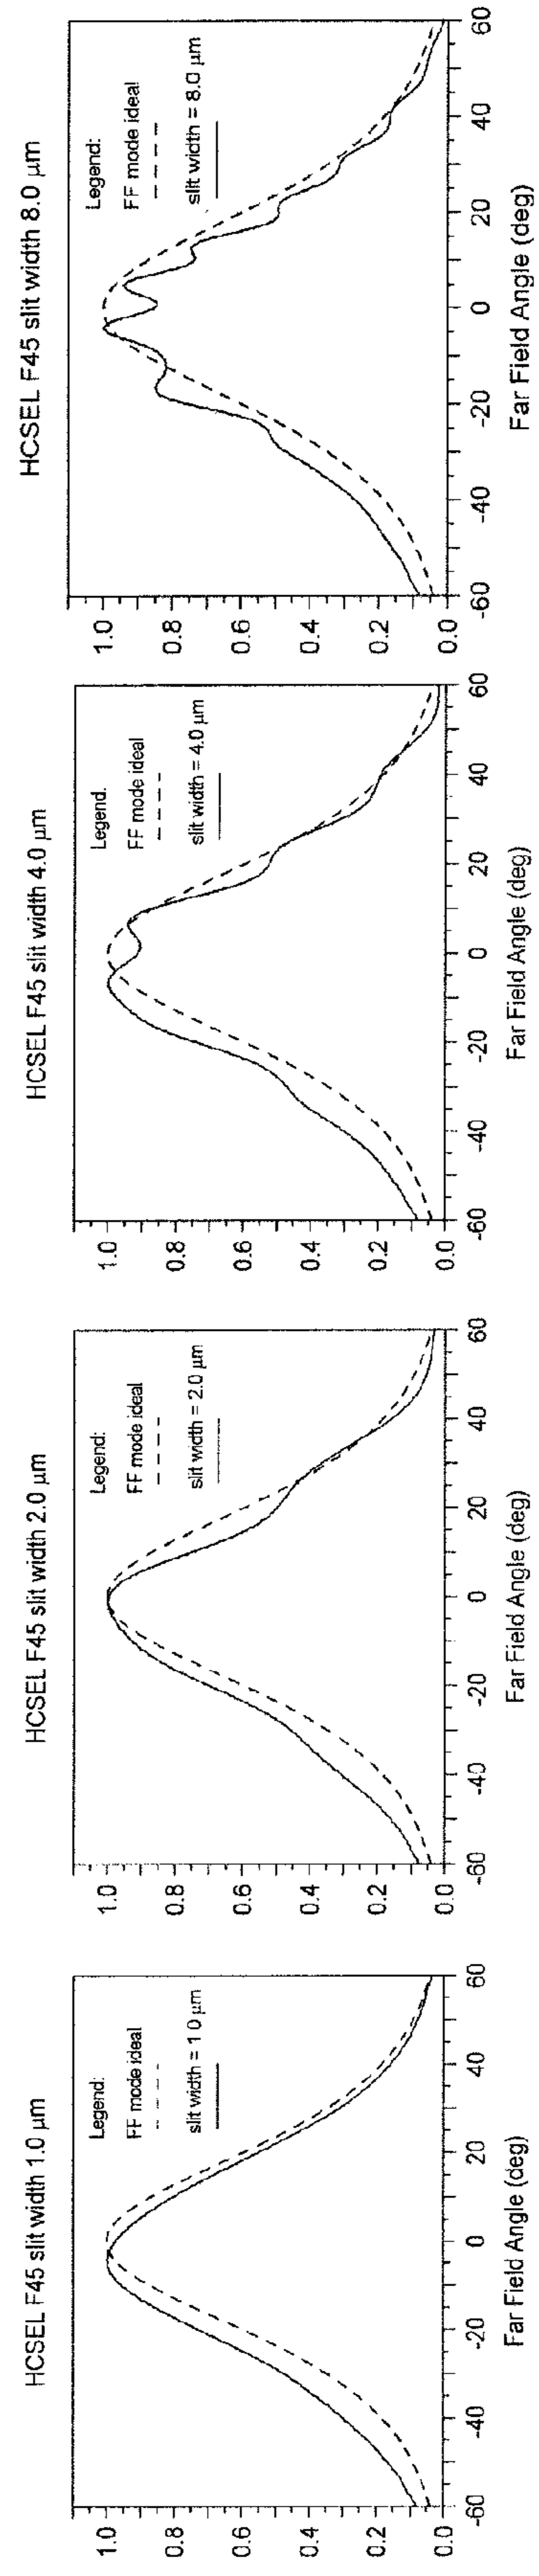 HCSEL F45 slit width 1.0 µm
Legend:
FF mode ideal
slit width = 1 0 µm
1.0
0.8
0.6
0.4
0.2
0.0
-60 -40 -20 0 20 40 60
Far Field Angle (deg)
HCSEL F45 slit width 2.0 µm
Legend:
FF mode ideal
slit width = 2.0 µm
1.0
0.8
0.6
0.4
0.2
0.0
-60 -40 -20 0 20 40 60
Far Field Angle (deg)
HCSEL F45 slit width 4.0 µm
Legend.
FF mode ideal
slit width = 4.0 µm
1.0
0.8
0.6
0.4
0.2
0.0
-60 -40 -20 0 20 40 60
Far Field Angle (deg)
HCSEL F45 slit width 8.0 µm
Legend:
FF mode ideal
slit width = 8.0 µm
1.0
0.8
0.6
0.4
0.2
0.0
-60 -40 -20 0 20 40 60
Far Field Angle (deg)